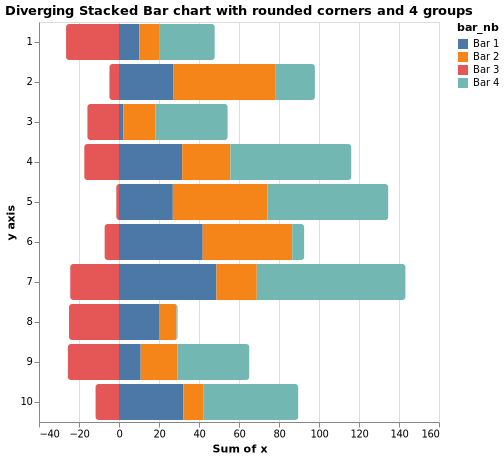 Diverging Stacked Bar chart with rounded corners and 4 groups
bar_nb
Bar 1
Bar 2
Bar 3
Bar 4
y axis
1
2
3
4
5
6
7
8
9
10
−40 −20 0 20 40 60 80 100 120 140 160
Sum of x